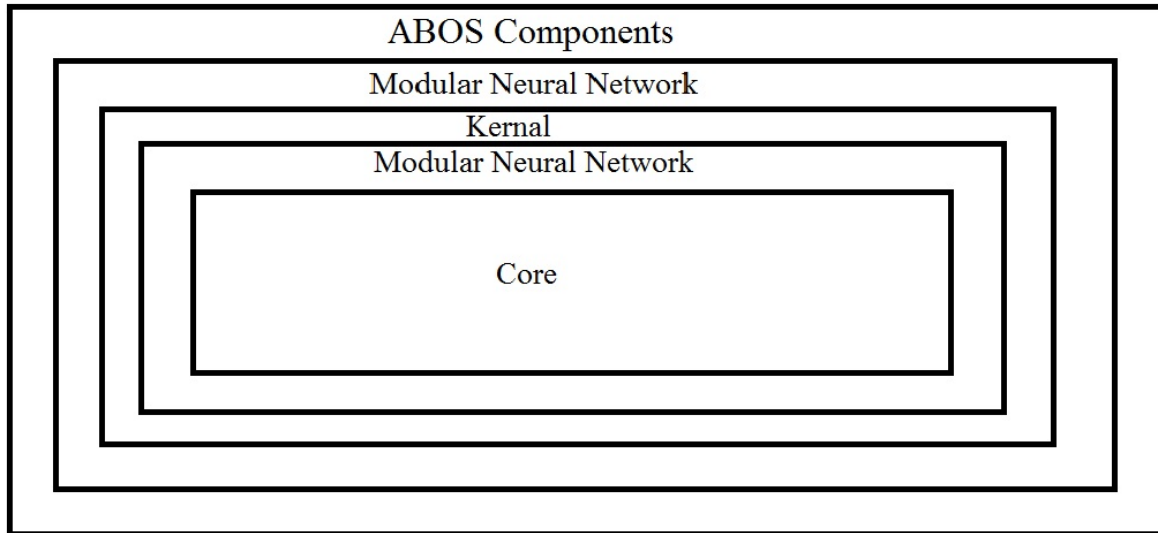 ABOS Components
Modular Neural Network
Kernal
Modular Neural Network
Core